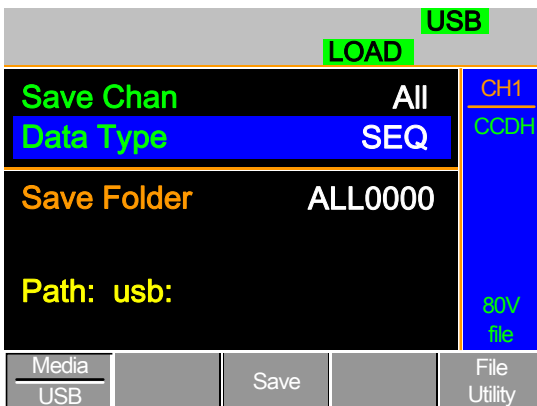 USB
LOAD
Save Chan All
Data Type SEQ
Save Folder ALL0000
Path: usb:
CH1
CCDH
80V
file
Media
USB
Save
File
Utility